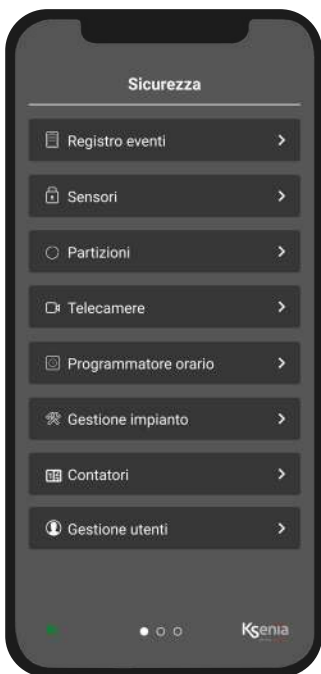 Sicurezza
Registro eventi
Sensori
Partizioni
Telecamere
Programmatore orario
Gestione impianto
Contatori
Gestione utenti
Ksenia